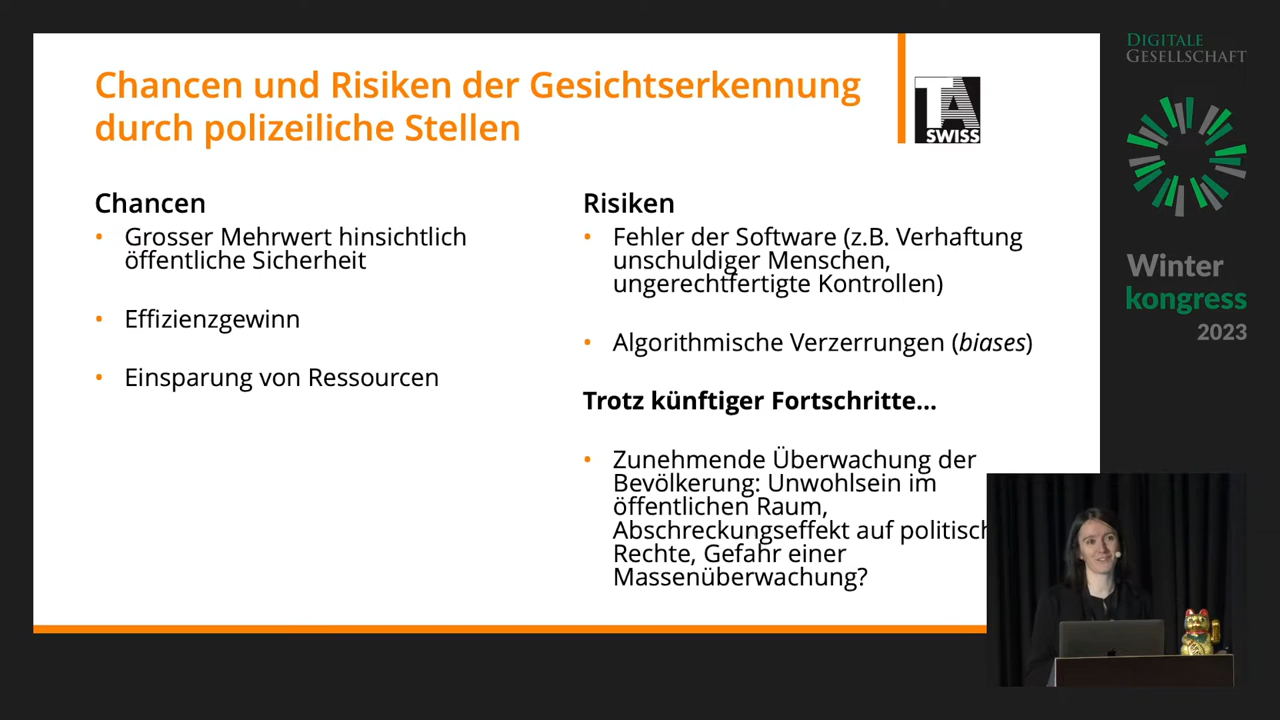 Chancen und Risiken der Gesichtserkennung
durch polizeiliche Stellen
TA
SWISS
DIGITALE
GESELLSCHAFT
Winter
kongress
2023
Chancen
• Grosser Mehrwert hinsichtlich
öffentliche Sicherheit
• Effizienzgewinn
• Einsparung von Ressourcen
Risiken
• Fehler der Software (z.B. Verhaftung
unschuldiger Menschen,
ungerechtfertigte Kontrollen)
• Algorithmische Verzerrungen (biases)
Trotz künftiger Fortschritte...
• Zunehmende Überwachung der
Bevölkerung: Unwohlsein im
öffentlichen Raum,
Abschreckungseffekt auf politisch
Rechte, Gefahr einer
Massenüberwachung?